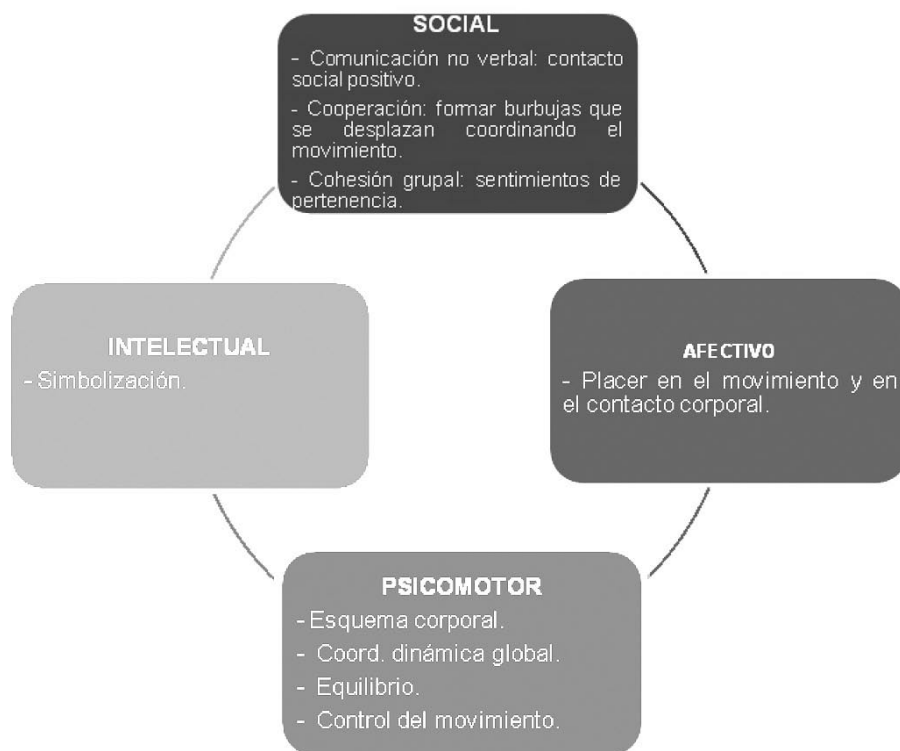 SOCIAL
- Comunicación no verbal: contacto
social positivo.
- Cooperación: formar burbujas que
se desplazan coordinando el
movimiento.
- Cohesión grupal: sentimientos de
pertenencia.
INTELECTUAL
- Simbolización.
AFECTIVO
- Placer en el movimiento y en
el contacto corporal.
PSICOMOTOR
- Esquema corporal.
- Coord. dinámica global.
- Equilibrio.
- Control del movimiento.